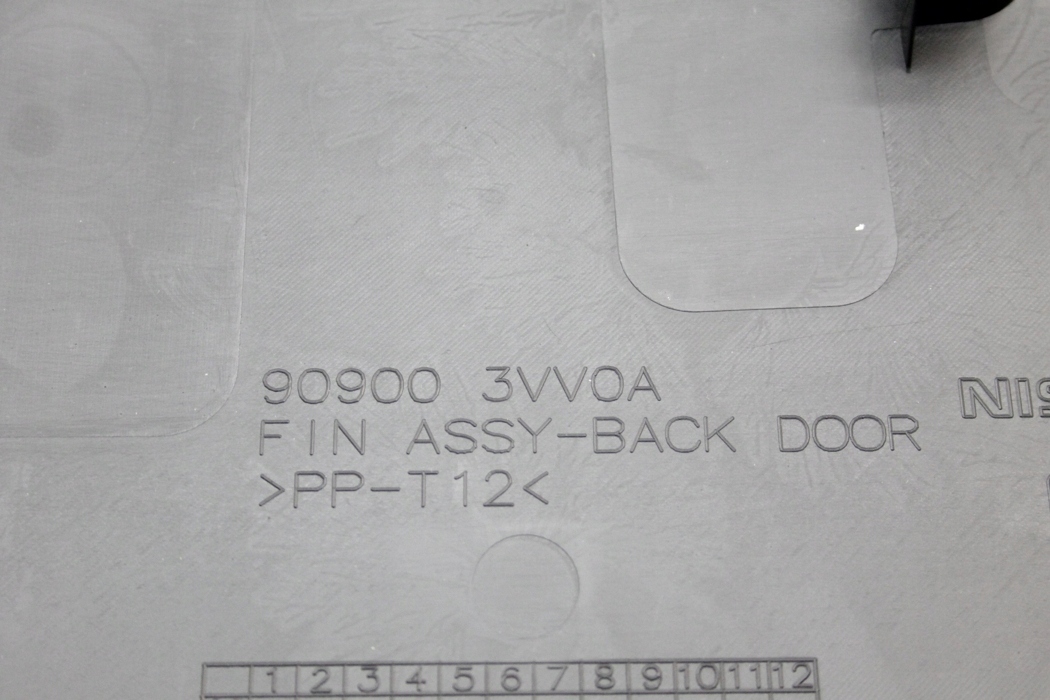 90900 3VV0A
NIS
FIN ASSY-BACK DOOR
>PP-T12<
1 2 3 4 5 6 7 8 9 10 11 12